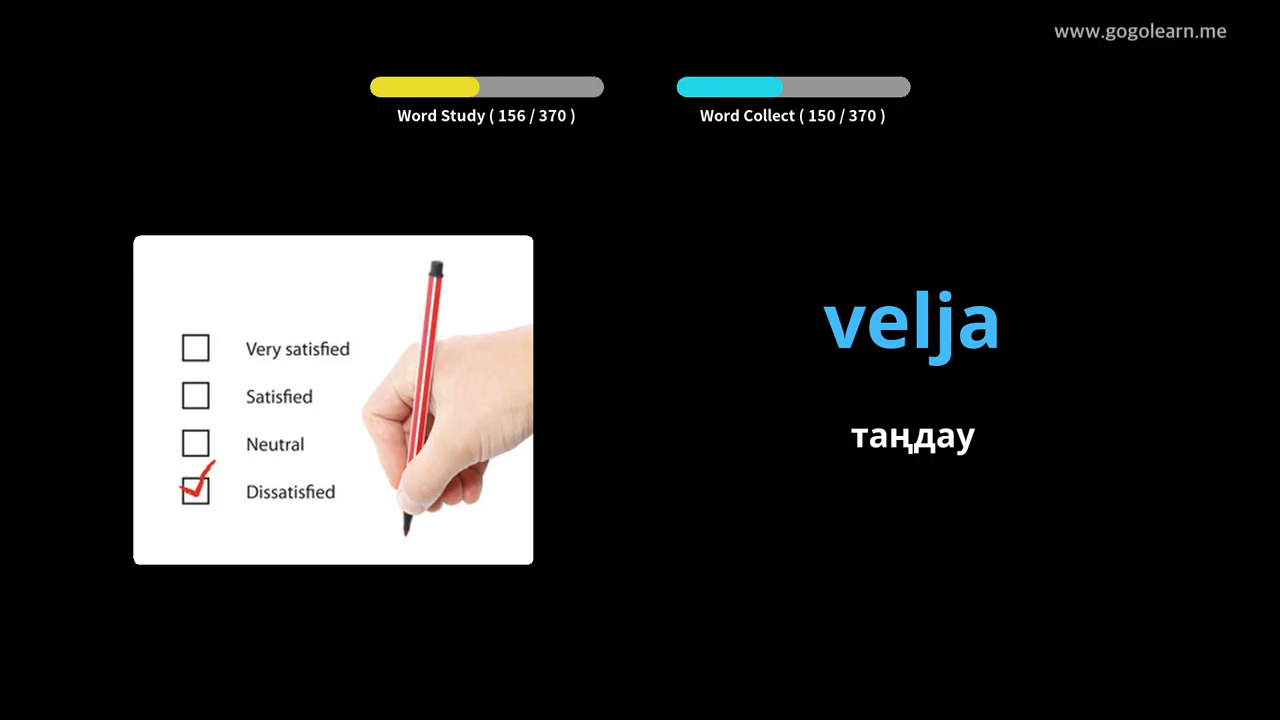 www.gogolearn.me
Word Study ( 156 / 370 )
Word Collect ( 150 / 370 )
Very satisfied
Satisfied
Neutral
Dissatisfied
velja
таңдау